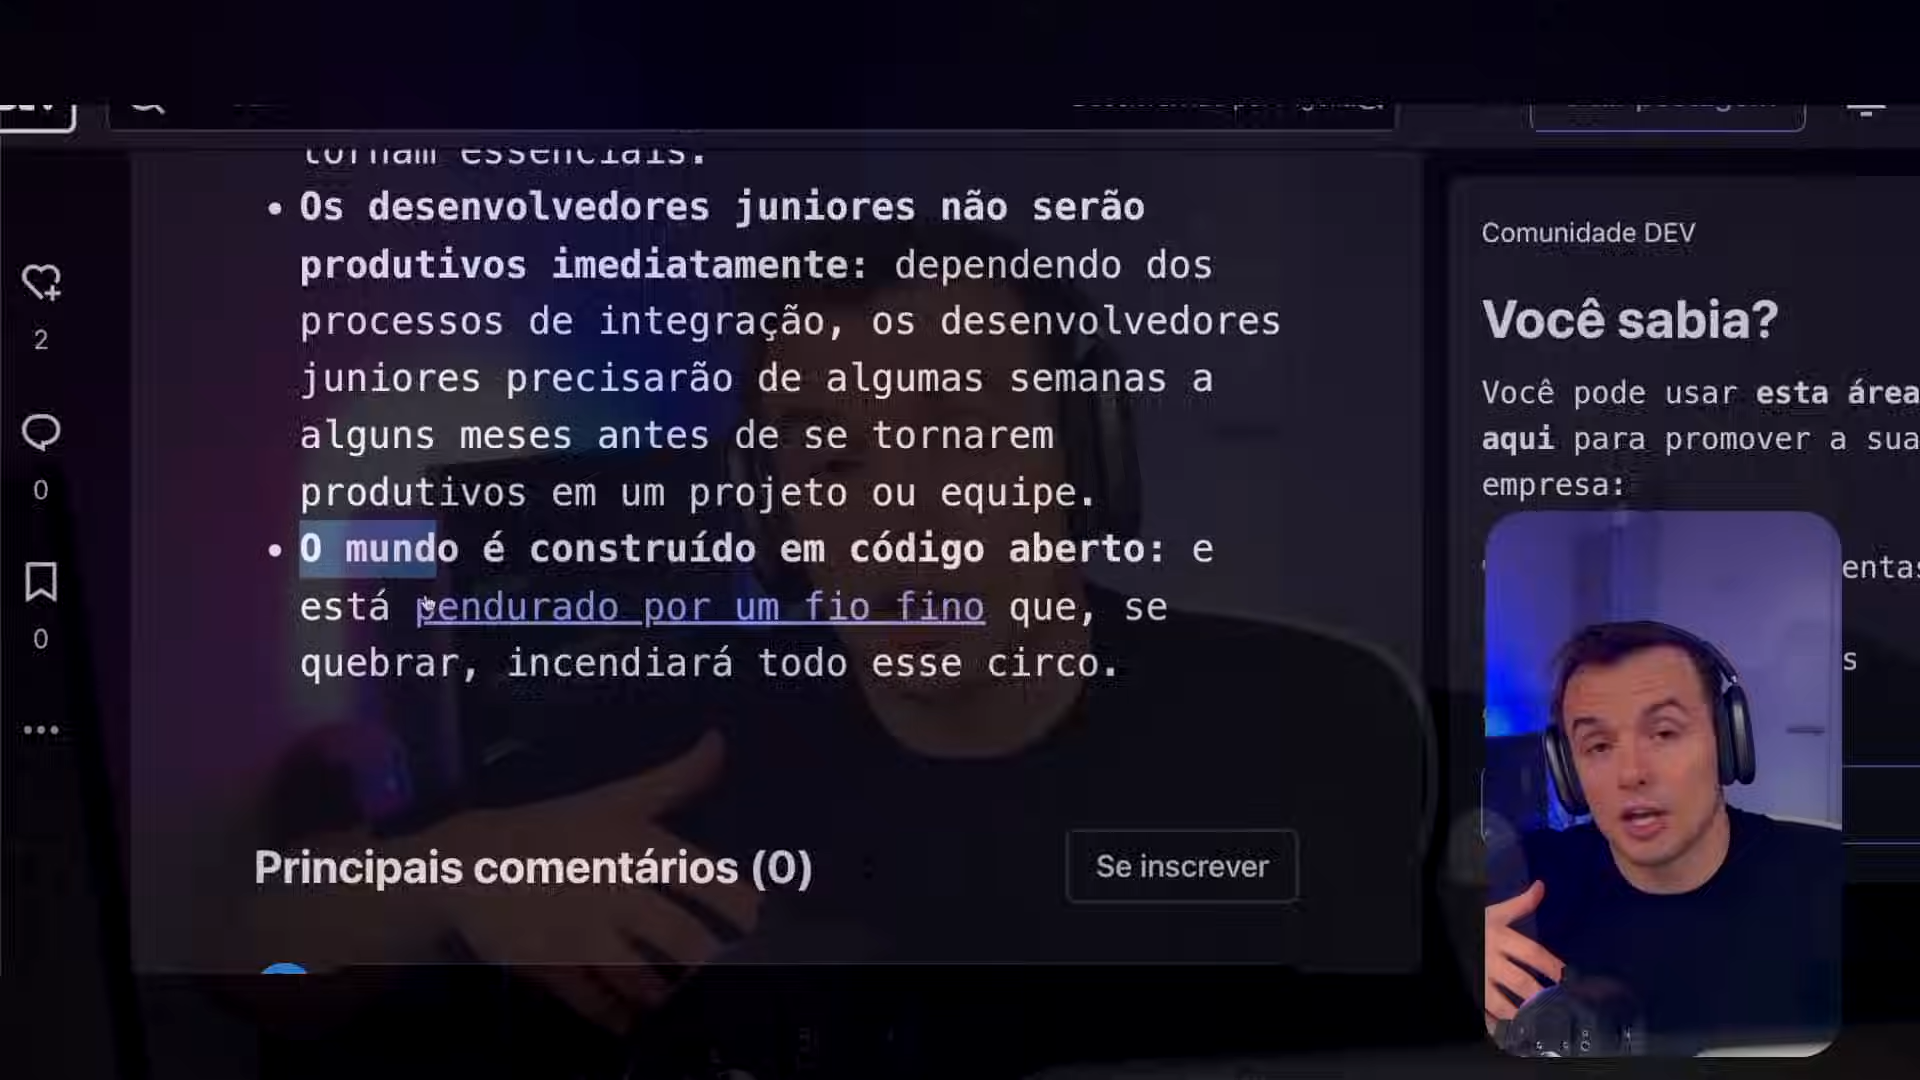 tornam essenciais.
• Os desenvolvedores juniores não serão
produtivos imediatamente: dependendo dos
processos de integração, os desenvolvedores
juniores precisarão de algumas semanas a
alguns meses antes de se tornarem
produtivos em um projeto ou equipe.
• O mundo é construído em código aberto: e
está pendurado por um fio fino que, se
quebrar, incendiará todo esse circo.
Principais comentários (0)
Se inscrever
2
0
0
Comunidade DEV
Você sabia?
Você pode usar esta área
aqui para promover a sua
empresa:
entas
s